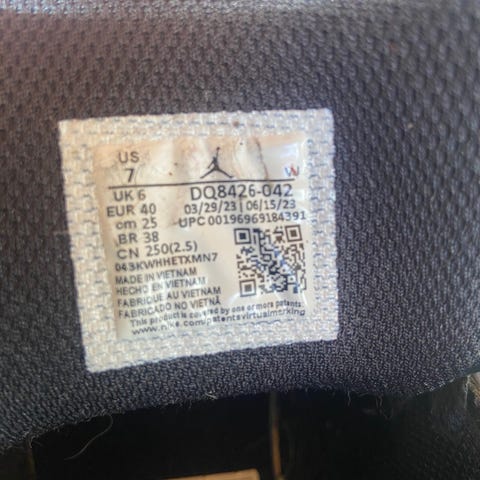 US
7
W
UK 6 DQ8426-042
EUR 40 03/29/23 | 06/15/23
cm 25 UPC 00196969184391
BR 38
CN 250(2.5)
043KWHHETXMN7
MADE IN VIETNAM
HECHO EN VIETNAM
FABRIQUÉ AU VIETNAM
FABRICADO NO VIETNÃ
This product is covered by one or more patents
www.nike.com/patentsvirtualmarking